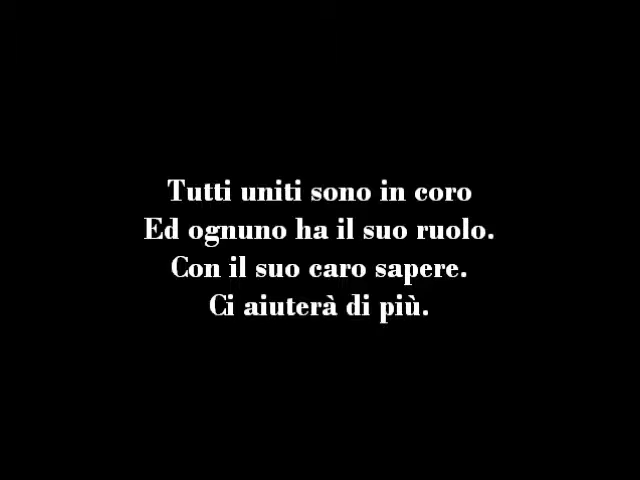 Tutti uniti sono in coro
Ed ognuno ha il suo ruolo.
Con il suo caro sapere.
Ci aiuterà di più.